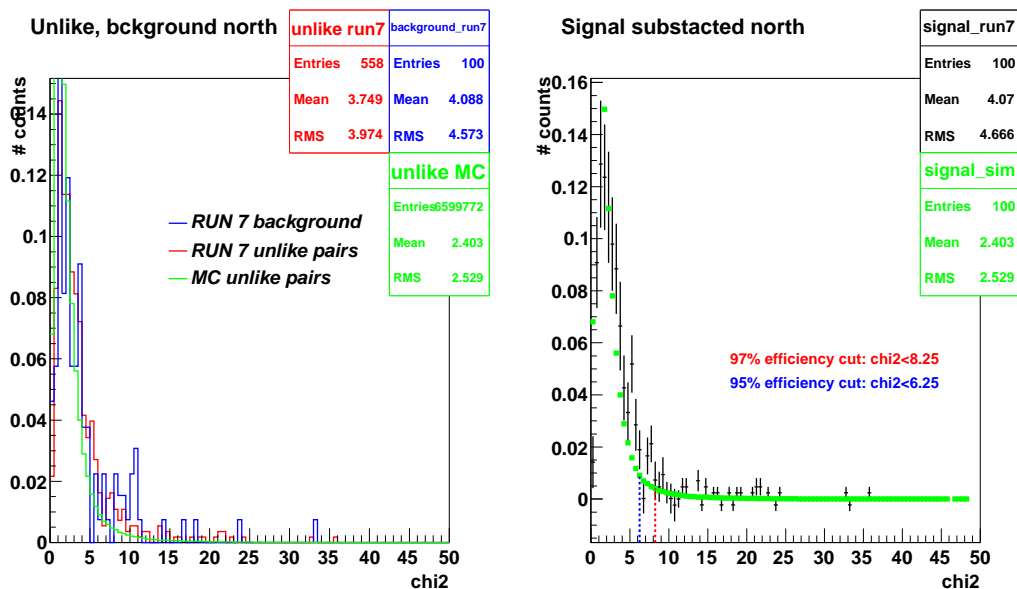 Unlike, bckground north
unlike run7
Entries 558
Mean 3.749
RMS 3.974
background_run7
Entries 100
Mean 4.088
RMS 4.573
unlike MC
Entries 6599772
Mean 2.403
RMS 2.529
# counts
0.14
0.12
0.1
0.08
0.06
0.04
0.02
0
RUN 7 background
RUN 7 unlike pairs
MC unlike pairs
0 5 10 15 20 25 30 35 40 45 50
chi2
Signal substacted north
signal_run7
Entries 100
Mean 4.07
RMS 4.666
signal_sim
Entries 100
Mean 2.403
RMS 2.529
# counts
0.16
0.14
0.12
0.1
0.08
0.06
0.04
0.02
0
97% efficiency cut: chi2<8.25
95% efficiency cut: chi2<6.25
0 5 10 15 20 25 30 35 40 45 50
chi2